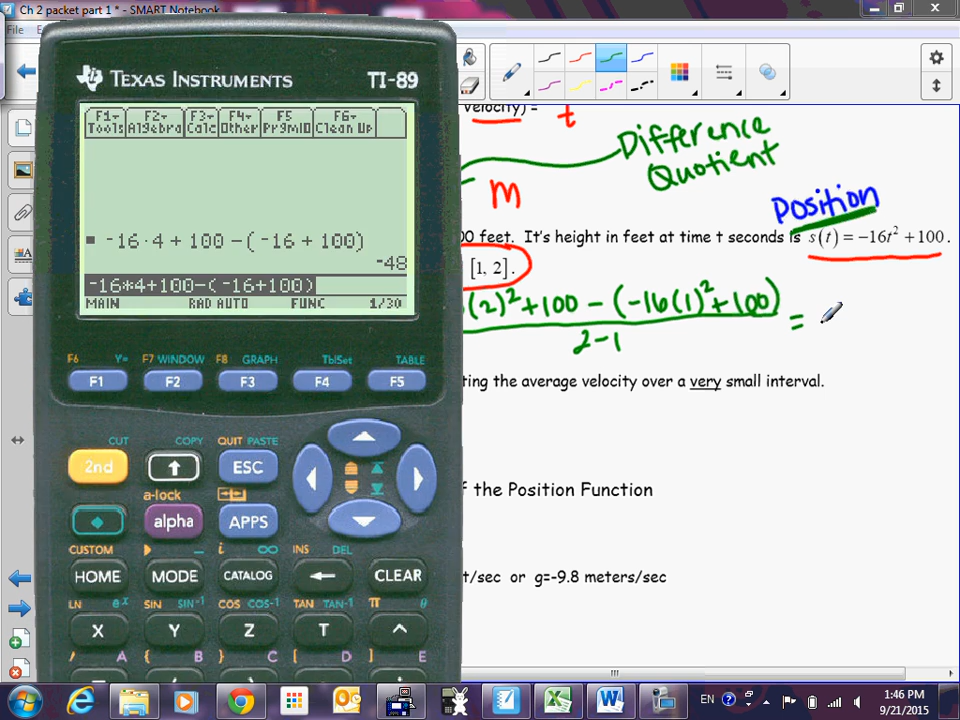 Ch 2 packet part 1 * - SMART Notebook
File
TEXAS INSTRUMENTS TI-89
F1 Tools F2 Algebra F3 Calc F4 Other F5 PrgmIO F6 Clean Up
-16·4+100-(-16+100)
-48
-16*4+100-(-16+100)
MAIN RAD AUTO FUNC 1/30
F6 Y= F7 WINDOW F8 GRAPH TblSet TABLE
F1 F2 F3 F4 F5
CUT COPY QUIT PASTE
2nd ESC
a-lock
alpha APPS
CUSTOM i ∞ INS DEL
HOME MODE CATALOG ← CLEAR
LN eˣ SIN SIN⁻¹ COS COS⁻¹ TAN TAN⁻¹ π θ
X Y Z T ^
A { B } C [ D ] E
velocity) = t
Difference
Quotient
m
Position
00 feet. It's height in feet at time t seconds is s(t) = -16t² + 100.
[1, 2].
(2)² + 100 - (-16(1)² + 100)
=
2-1
ting the average velocity over a very small interval.
f the Position Function
t/sec or g=-9.8 meters/sec
EN
1:46 PM
9/21/2015